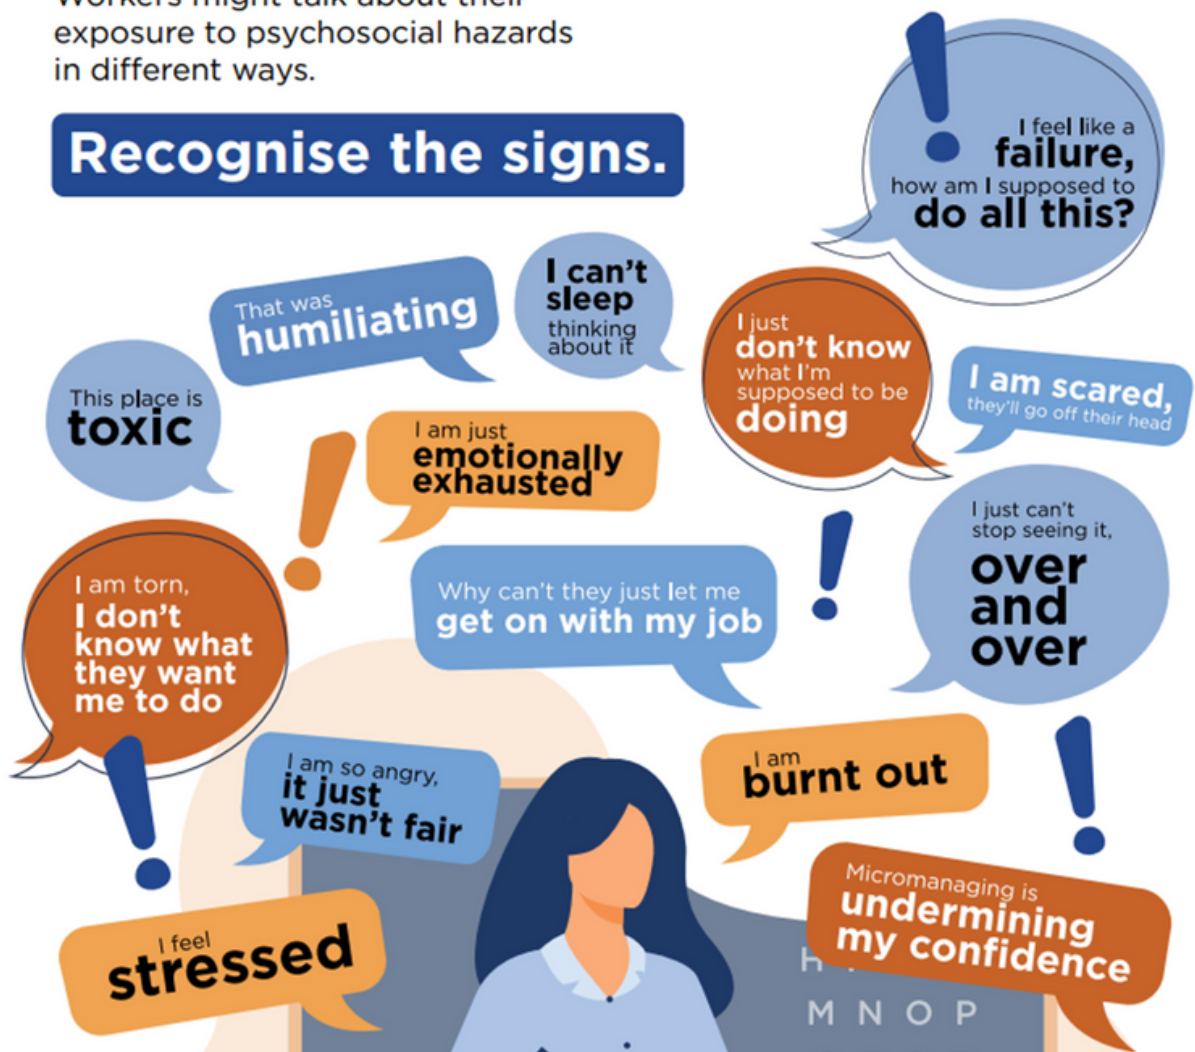 Workers might talk about their
exposure to psychosocial hazards
in different ways.
Recognise the signs.
I feel like a
failure,
how am I supposed to
do all this?
That was
humiliating
I can't
sleep
thinking
about it
I just
don't know
what I'm
supposed to be
doing
I am scared,
they'll go off their head
This place is
toxic
I am just
emotionally
exhausted
I just can't
stop seeing it,
over
and
over
I am torn,
I don't
know what
they want
me to do
Why can't they just let me
get on with my job
I am so angry,
it just
wasn't fair
I am
burnt out
Micromanaging is
undermining
my confidence
I feel
stressed
H
M N O P